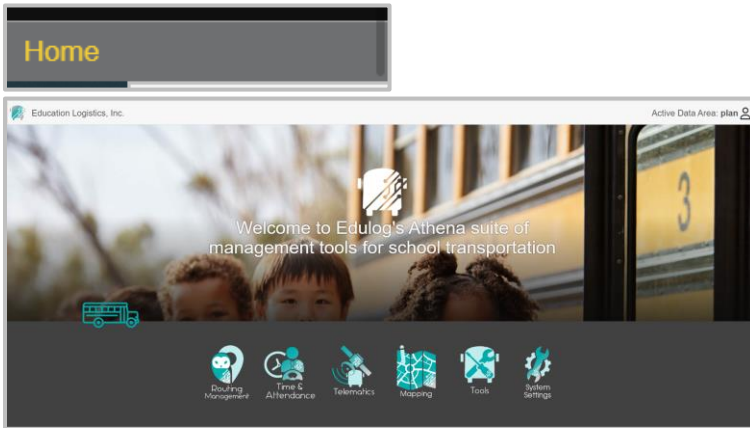 Home
Education Logistics, Inc.
Active Data Area: plan
3
Welcome to Edulog's Athena suite of
management tools for school transportation
Routing
Management
Time &
Attendance
Telematics
Mapping
Tools
System
Settings